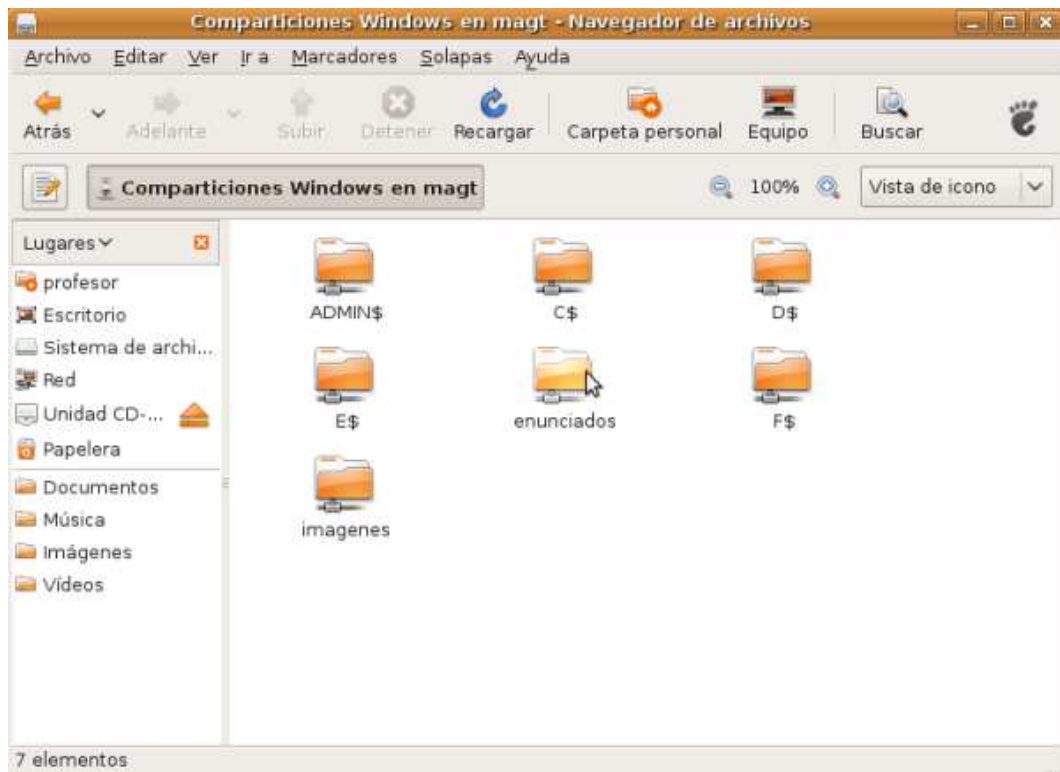 Comparticiones Windows en magt - Navegador de archivos
Archivo Editar Ver Ir a Marcadores Solapas Ayuda
Atrás Adelante Subir Detener Recargar Carpeta personal Equipo Buscar
Comparticiones Windows en magt 100% Vista de icono
Lugares
profesor
Escritorio
Sistema de archi...
Red
Unidad CD-...
Papelera
Documentos
Música
Imágenes
Vídeos
ADMIN$ C$ D$
E$ enunciados F$
imagenes
7 elementos